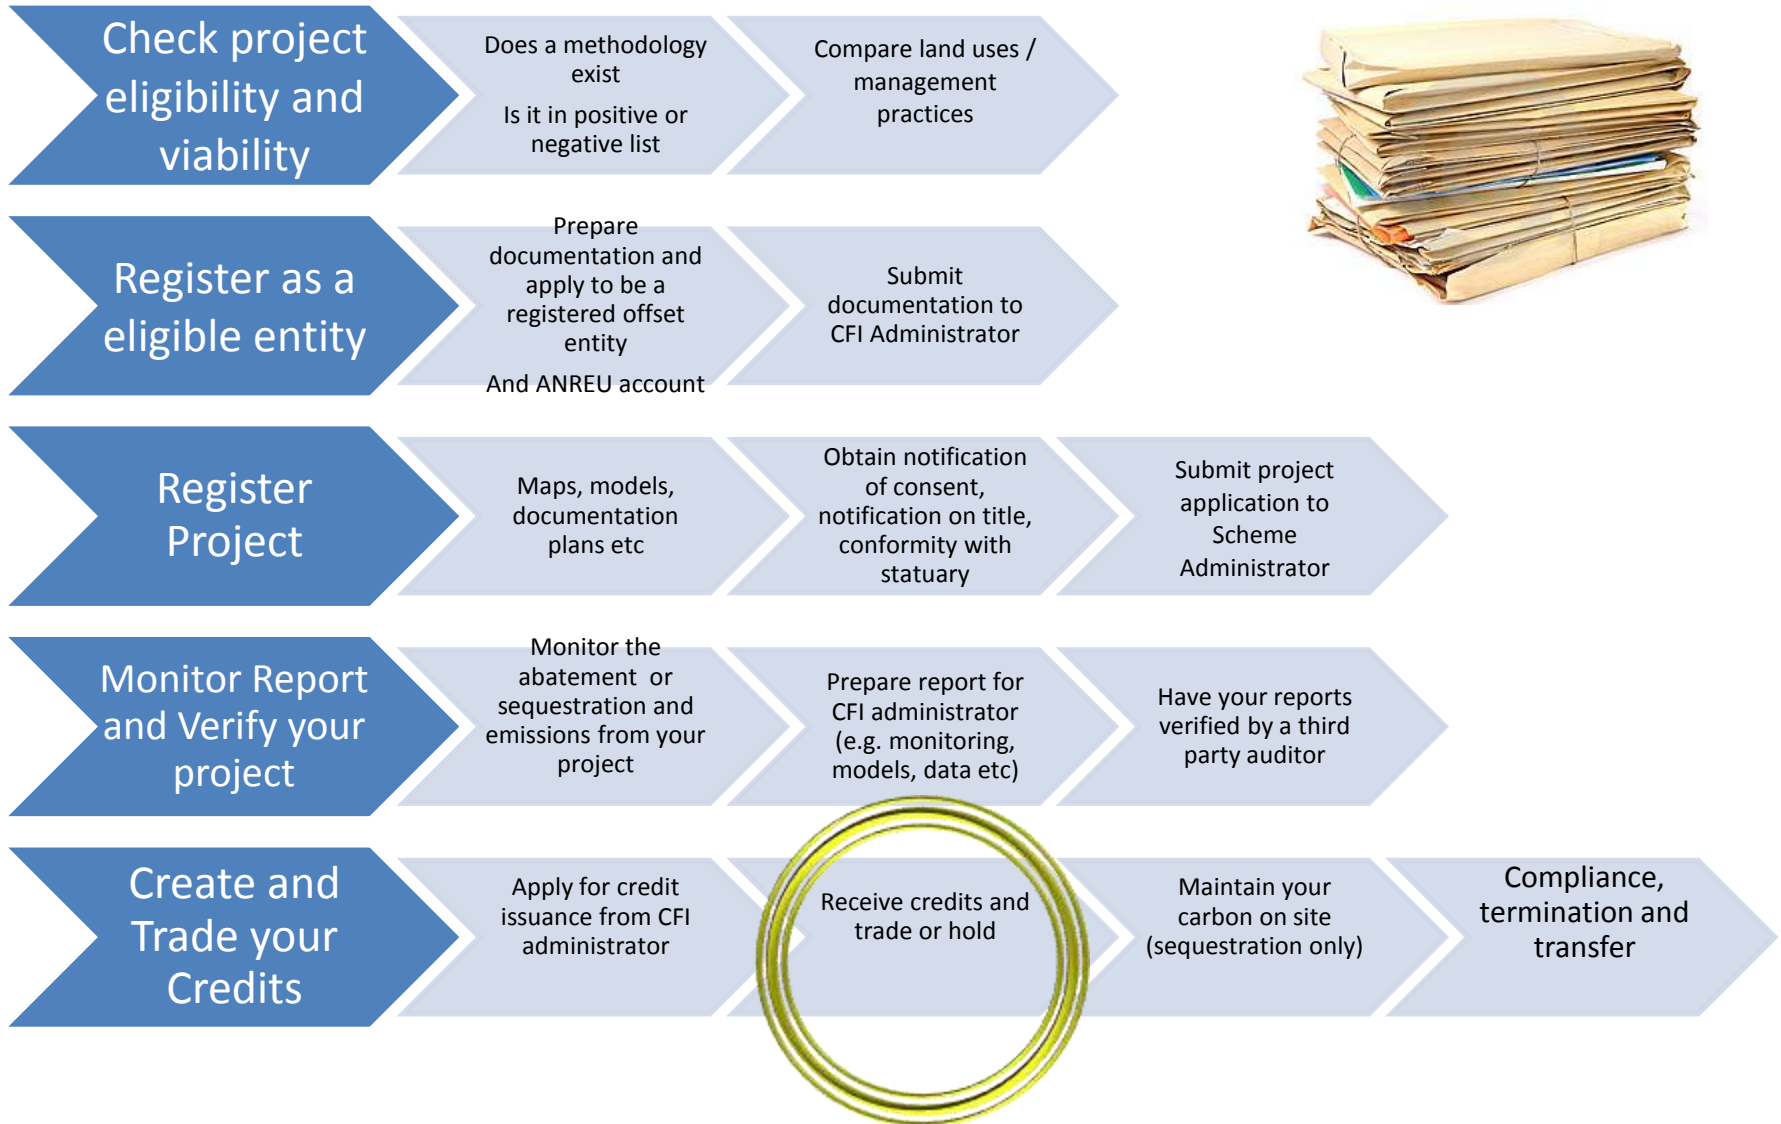 Check project
eligibility and
viability
Does a methodology
exist
Is it in positive or
negative list
Compare land uses /
management
practices
Register as a
eligible entity
Prepare
documentation and
apply to be a
registered offset
entity
And ANREU account
Submit
documentation to
CFI Administrator
Register
Project
Maps, models,
documentation
plans etc
Obtain notification
of consent,
notification on title,
conformity with
statuary
Submit project
application to
Scheme
Administrator
Monitor Report
and Verify your
project
Monitor the
abatement or
sequestration and
emissions from your
project
Prepare report for
CFI administrator
(e.g. monitoring,
models, data etc)
Have your reports
verified by a third
party auditor
Create and
Trade your
Credits
Apply for credit
issuance from CFI
administrator
Receive credits and
trade or hold
Maintain your
carbon on site
(sequestration only)
Compliance,
termination and
transfer